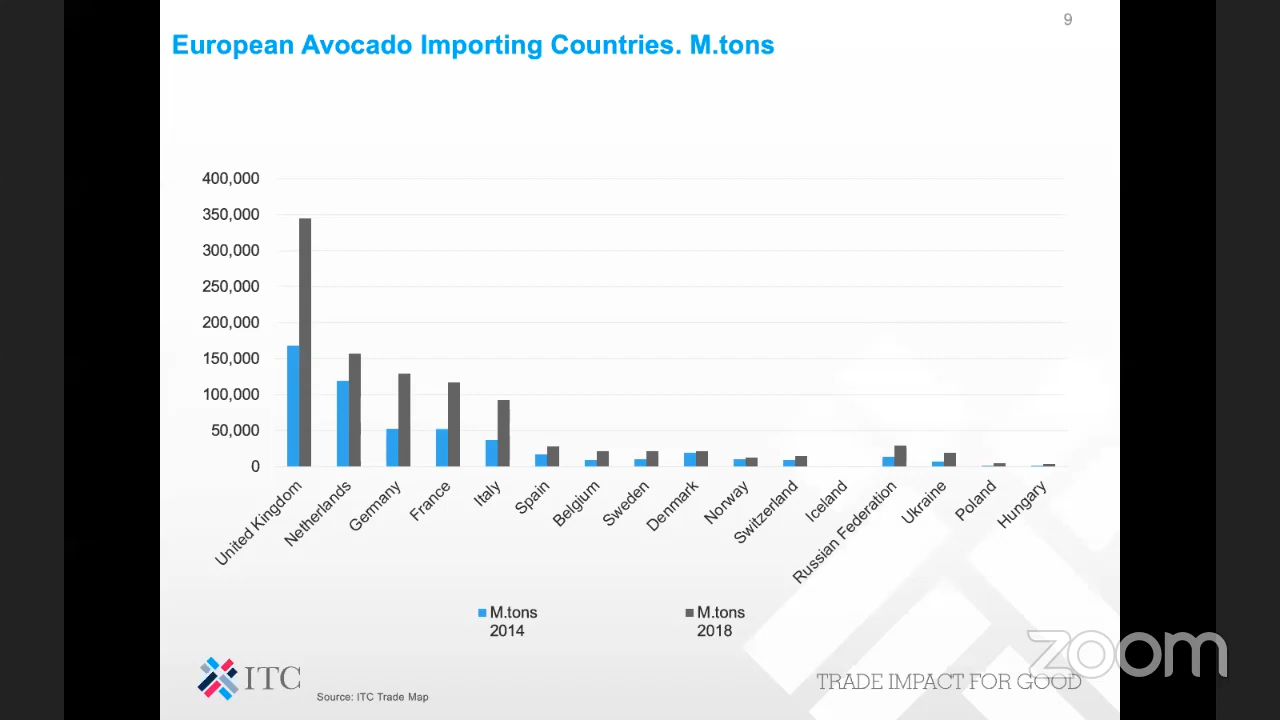 9
European Avocado Importing Countries. M.tons
400,000
350,000
300,000
250,000
200,000
150,000
100,000
50,000
0
United Kingdom
Netherlands
Germany
France
Italy
Spain
Belgium
Sweden
Denmark
Norway
Switzerland
Iceland
Russian Federation
Ukraine
Poland
Hungary
M.tons
2014
M.tons
2018
ITC
Source: ITC Trade Map
TRADE IMPACT FOR GOOD
zoom